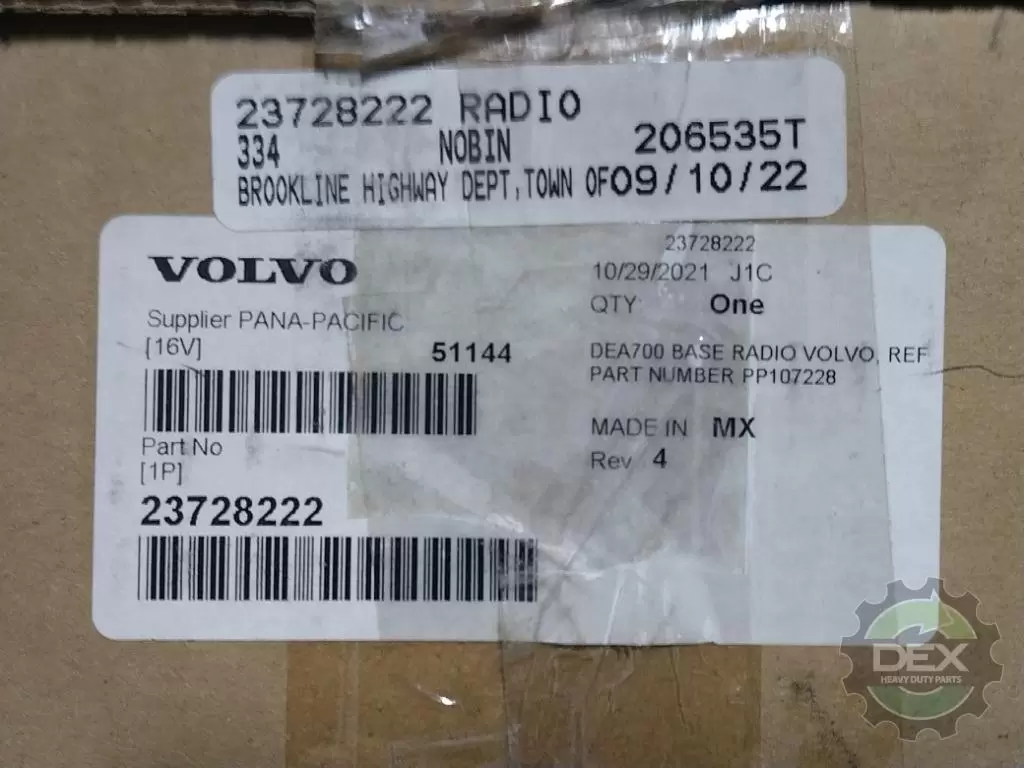 23728222 RADIO
334 NOBIN 206535T
BROOKLINE HIGHWAY DEPT,TOWN OF09/10/22
VOLVO
Supplier PANA-PACIFIC
[16V]
51144
Part No
[1P]
23728222
23728222
10/29/2021 J1C
QTY One
DEA700 BASE RADIO VOLVO, REF
PART NUMBER PP107228
MADE IN MX
Rev 4
DEX
HEAVY DUTY PARTS